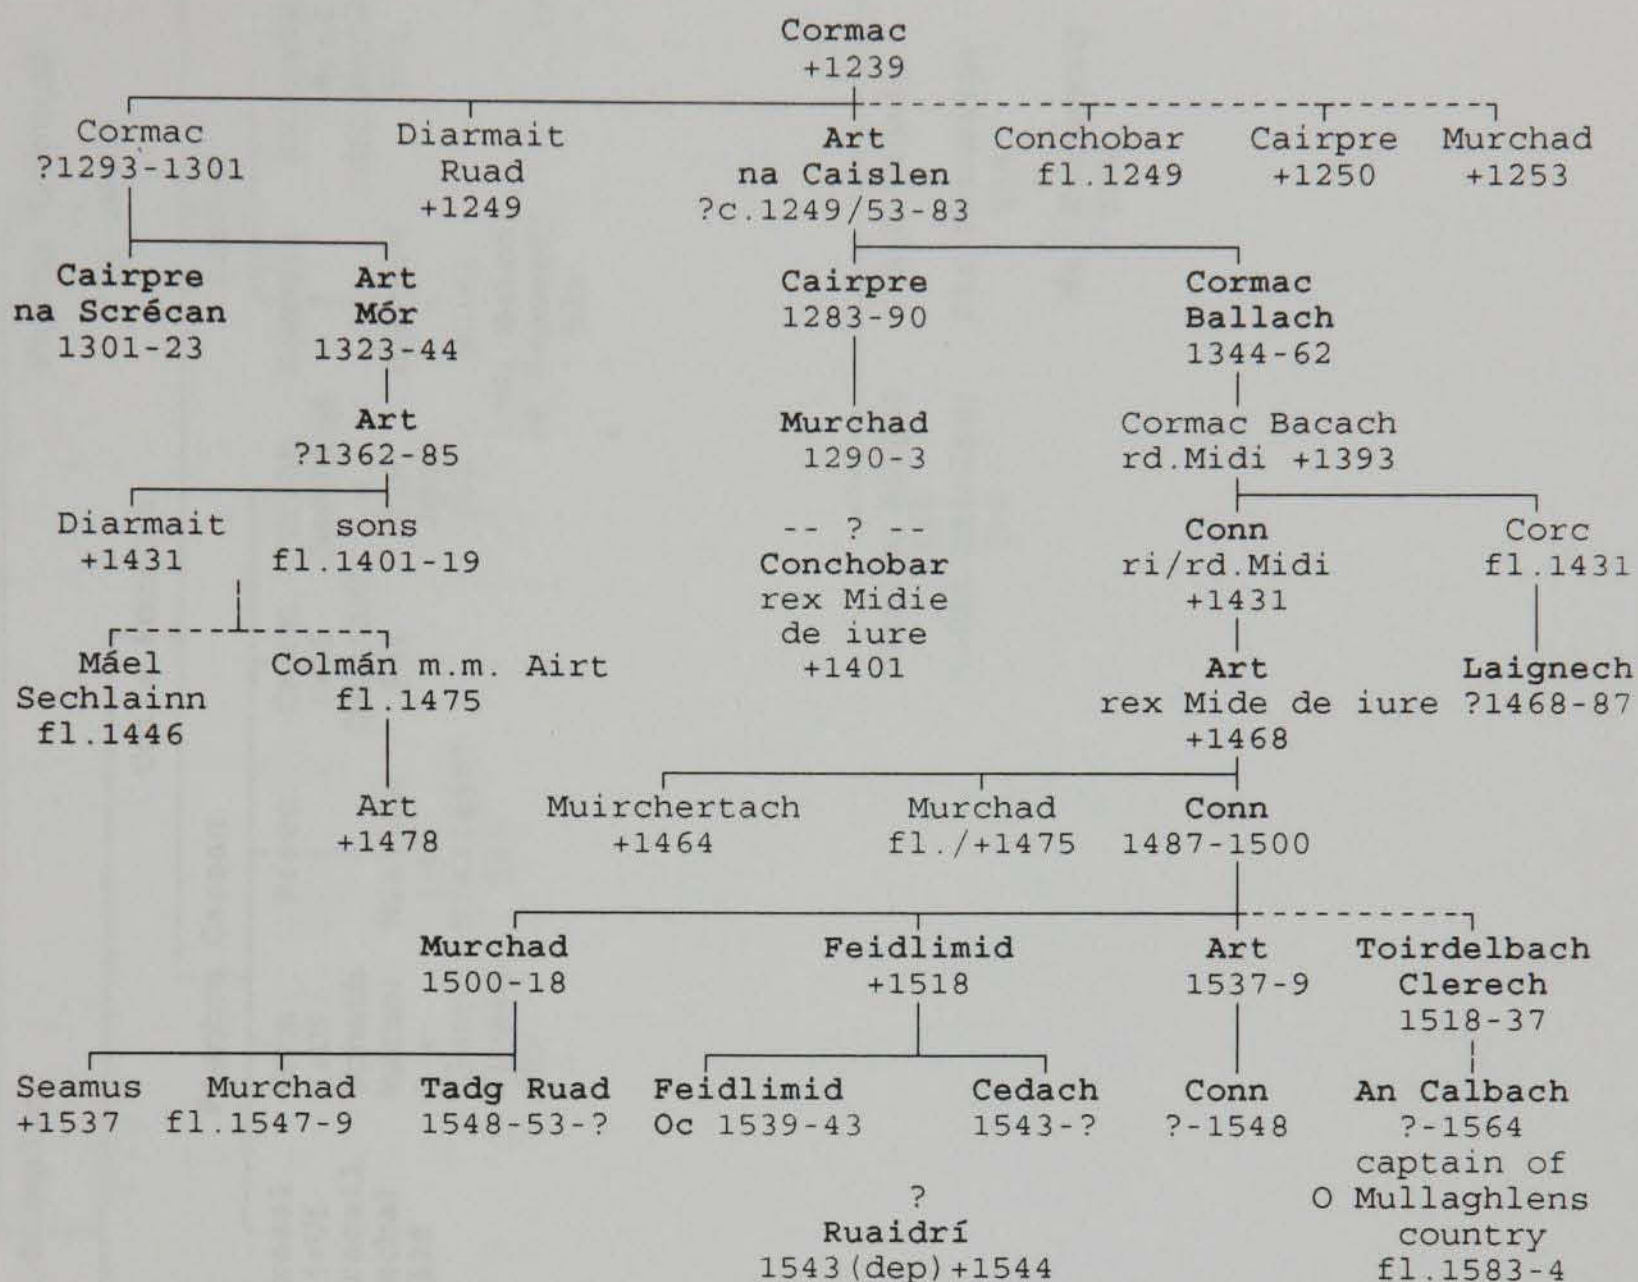 Cormac
+1239
Cormac Diarmait Art Conchobar Cairpre Murchad
?1293-1301 Ruad na Caislen fl.1249 +1250 +1253
+1249 ?c.1249/53-83
Cairpre Art Cairpre Cormac
na Scrécan Mór 1283-90 Ballach
1301-23 1323-44 1344-62
Art Murchad Cormac Bacach
?1362-85 1290-3 rd.Midi +1393
Diarmait sons -- ? -- Conn Corc
+1431 fl.1401-19 Conchobar ri/rd.Midi fl.1431
rex Midie +1431
de iure
Máel Colmán m.m. Airt +1401 Art Laignech
Sechlainn fl.1475 rex Mide de iure ?1468-87
fl.1446 +1468
Art Muirchertach Murchad Conn
+1478 +1464 fl./+1475 1487-1500
Murchad Feidlimid Art Toirdelbach
1500-18 +1518 1537-9 Clerech
1518-37
Seamus Murchad Tadg Ruad Feidlimid Cedach Conn An Calbach
+1537 fl.1547-9 1548-53-? Oc 1539-43 1543-? ?-1548 ?-1564
captain of
? O Mullaghlens
Ruaidrí country
1543(dep)+1544 fl.1583-4